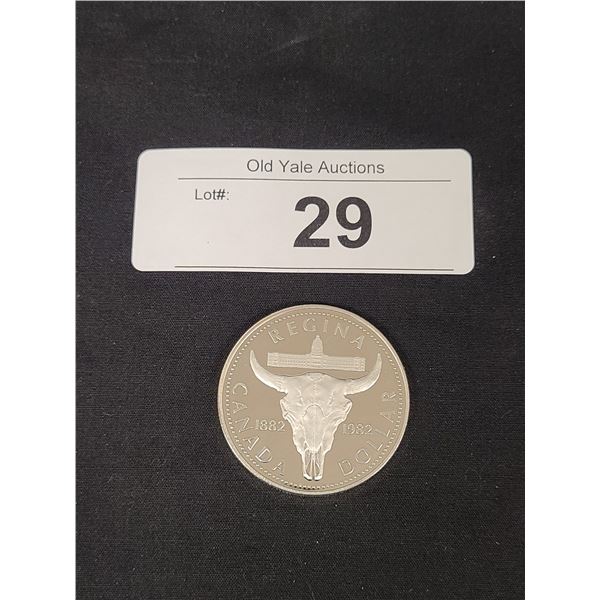 Old Yale Auctions
Lot#:
29
REGINA
1882 1982
CANADA DOLLAR